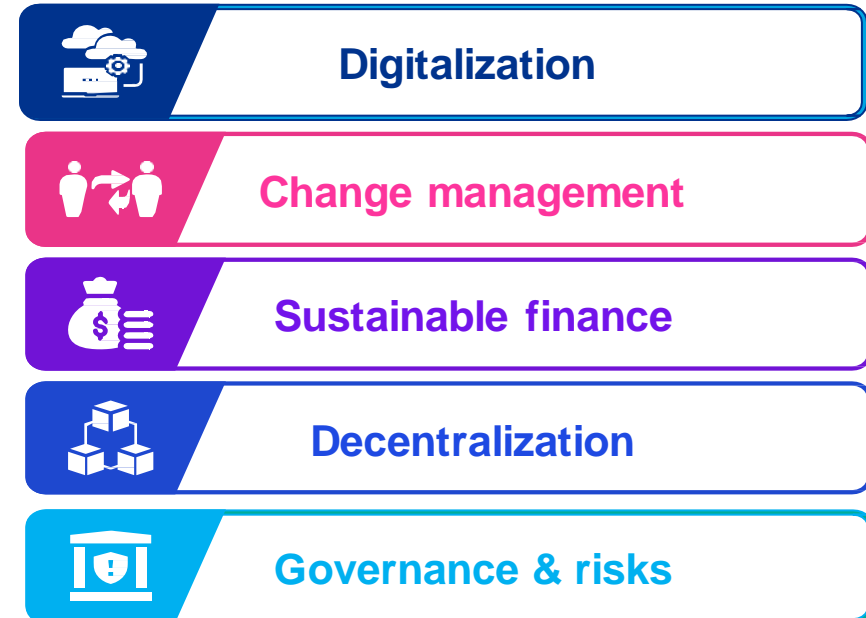 Digitalization
Change management
$
Sustainable finance
Decentralization
!
Governance & risks